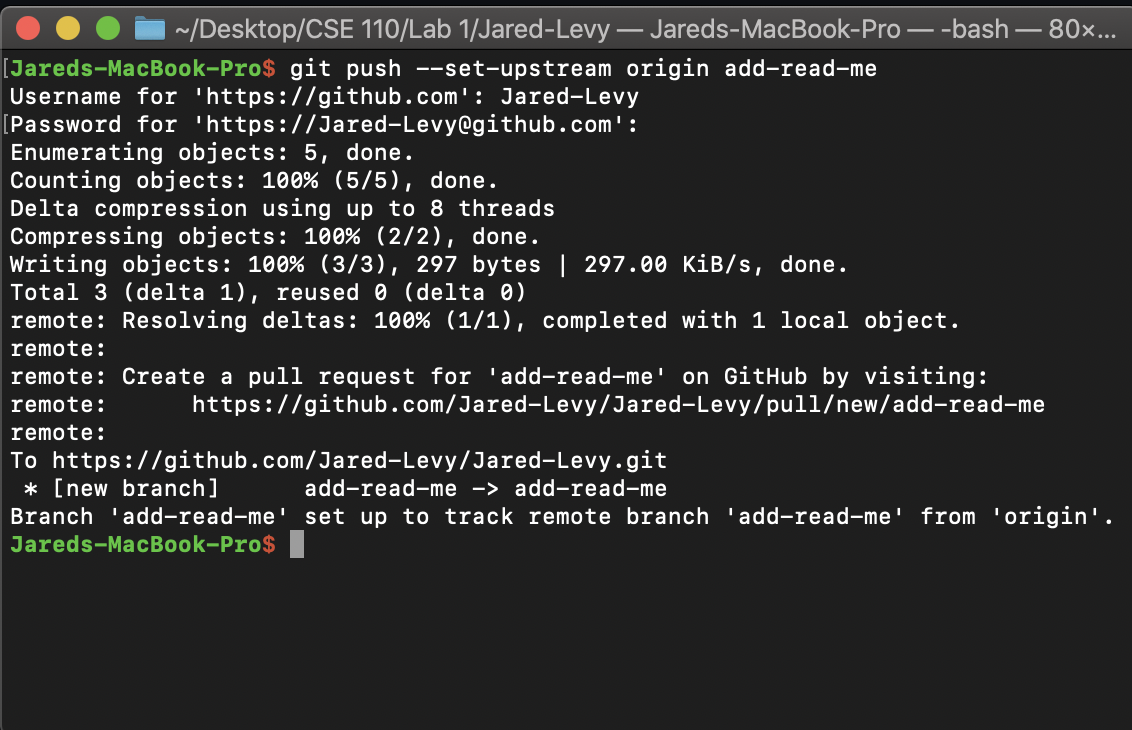 ~/Desktop/CSE 110/Lab 1/Jared-Levy — Jareds-MacBook-Pro — -bash — 80×...
[Jareds-MacBook-Pro$ git push --set-upstream origin add-read-me
Username for 'https://github.com': Jared-Levy
[Password for 'https://Jared-Levy@github.com':
Enumerating objects: 5, done.
Counting objects: 100% (5/5), done.
Delta compression using up to 8 threads
Compressing objects: 100% (2/2), done.
Writing objects: 100% (3/3), 297 bytes | 297.00 KiB/s, done.
Total 3 (delta 1), reused 0 (delta 0)
remote: Resolving deltas: 100% (1/1), completed with 1 local object.
remote:
remote: Create a pull request for 'add-read-me' on GitHub by visiting:
remote:      https://github.com/Jared-Levy/Jared-Levy/pull/new/add-read-me
remote:
To https://github.com/Jared-Levy/Jared-Levy.git
 * [new branch]      add-read-me -> add-read-me
Branch 'add-read-me' set up to track remote branch 'add-read-me' from 'origin'.
Jareds-MacBook-Pro$